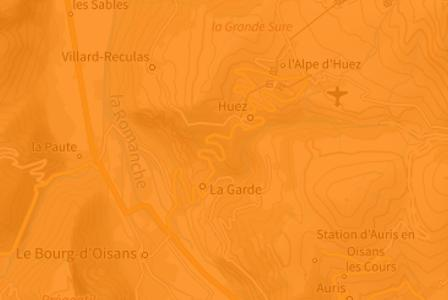 les Sables
la Grande Sure
Villard-Reculas
l'Alpe d'Huez
Huez
la Romanche
la Paute
La Garde
Station d'Auris en
Oisans
Le Bourg-d'Oisans
les Cours
Auris